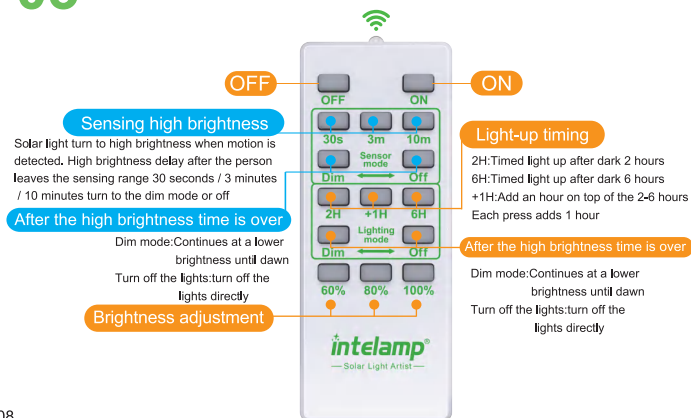 OFF
ON
OFF
ON
Sensing high brightness
Solar light turn to high brightness when motion is
detected. High brightness delay after the person
leaves the sensing range 30 seconds / 3 minutes
/ 10 minutes turn to the dim mode or off
30s 3m 10m
Sensor
mode
Dim Off
Light-up timing
2H:Timed light up after dark 2 hours
6H:Timed light up after dark 6 hours
+1H:Add an hour on top of the 2-6 hours
Each press adds 1 hour
After the high brightness time is over
Dim mode:Continues at a lower
brightness until dawn
Turn off the lights:turn off the
lights directly
2H +1H 6H
Lighting
mode
Dim Off
After the high brightness time is over
Dim mode:Continues at a lower
brightness until dawn
Turn off the lights:turn off the
lights directly
60% 80% 100%
Brightness adjustment
intelamp®
Solar Light Artist
08